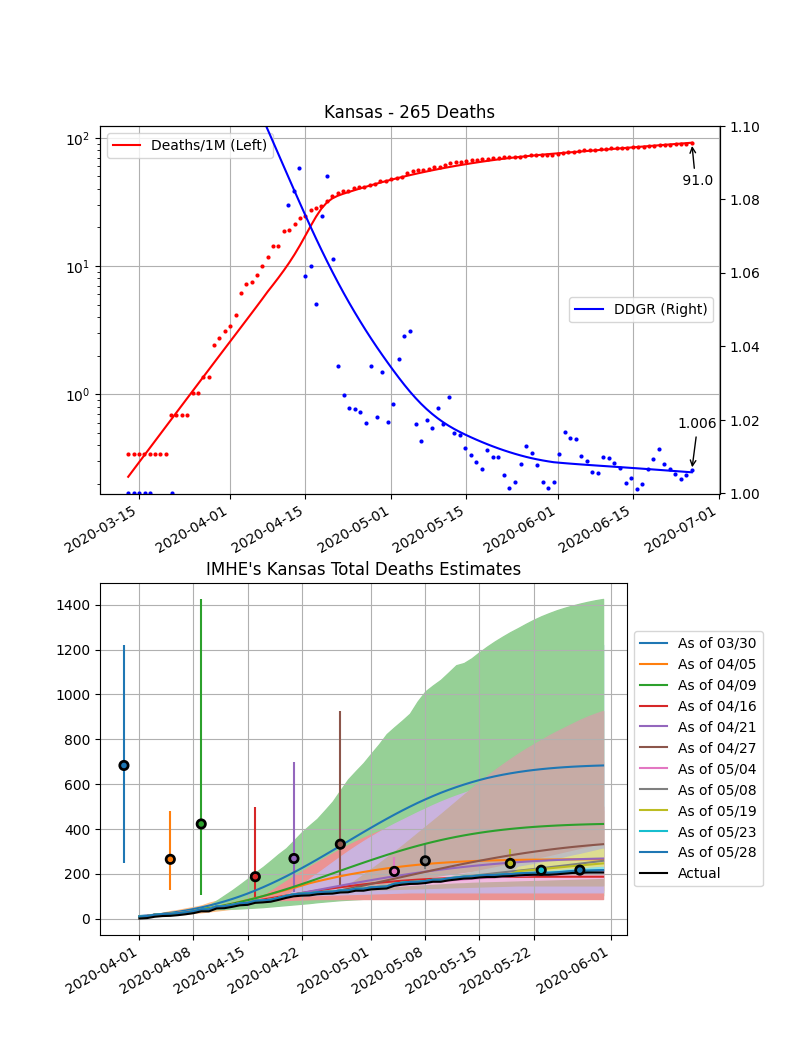 Kansas - 265 Deaths
10²
10¹
10⁰
Deaths/1M (Left)
DDGR (Right)
91.0
1.006
1.10
1.08
1.06
1.04
1.02
1.00
2020-03-15
2020-04-01
2020-04-15
2020-05-01
2020-05-15
2020-06-01
2020-06-15
2020-07-01
IMHE's Kansas Total Deaths Estimates
1400
1200
1000
800
600
400
200
0
2020-04-01
2020-04-08
2020-04-15
2020-04-22
2020-05-01
2020-05-08
2020-05-15
2020-05-22
2020-06-01
As of 03/30
As of 04/05
As of 04/09
As of 04/16
As of 04/21
As of 04/27
As of 05/04
As of 05/08
As of 05/19
As of 05/23
As of 05/28
Actual